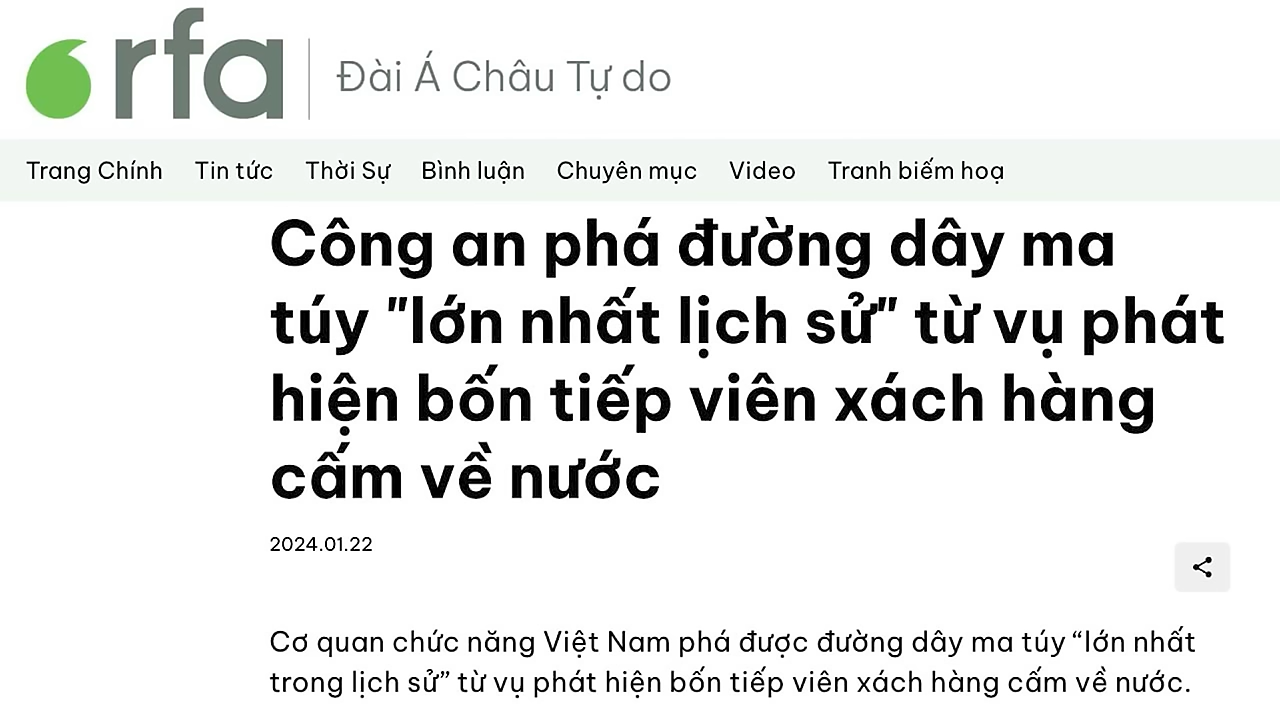 rfa
Đài Á Châu Tự do
Trang Chính Tin tức Thời Sự Bình luận Chuyên mục Video Tranh biếm hoạ
Công an phá đường dây ma
túy "lớn nhất lịch sử" từ vụ phát
hiện bốn tiếp viên xách hàng
cấm về nước
2024.01.22
Cơ quan chức năng Việt Nam phá được đường dây ma túy “lớn nhất
trong lịch sử” từ vụ phát hiện bốn tiếp viên xách hàng cấm về nước.